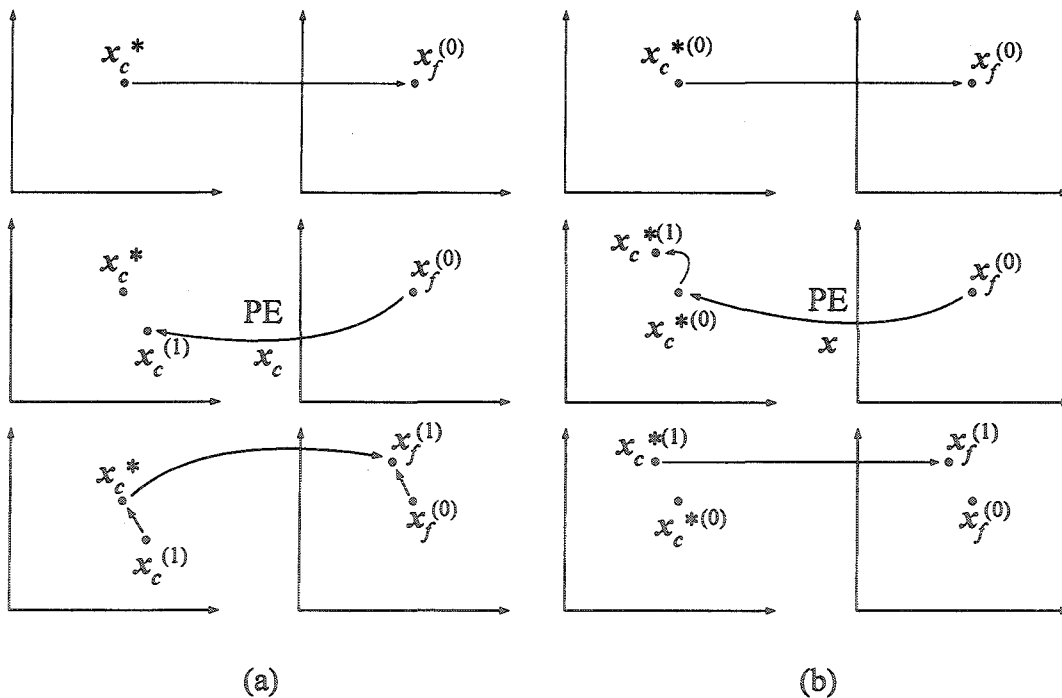 x_c^* x_f^{(0)} x_c^{*(0)} x_f^{(0)}
x_c^{*(1)}
x_c^* x_f^{(0)} x_f^{(0)}
PE PE
x_c^{(1)} x_c x_c^{*(0)} x
x_f^{(1)} x_c^{*(1)} x_f^{(1)}
x_c^*
x_f^{(0)} x_c^{*(0)} x_f^{(0)}
x_c^{(1)}
(a) (b)